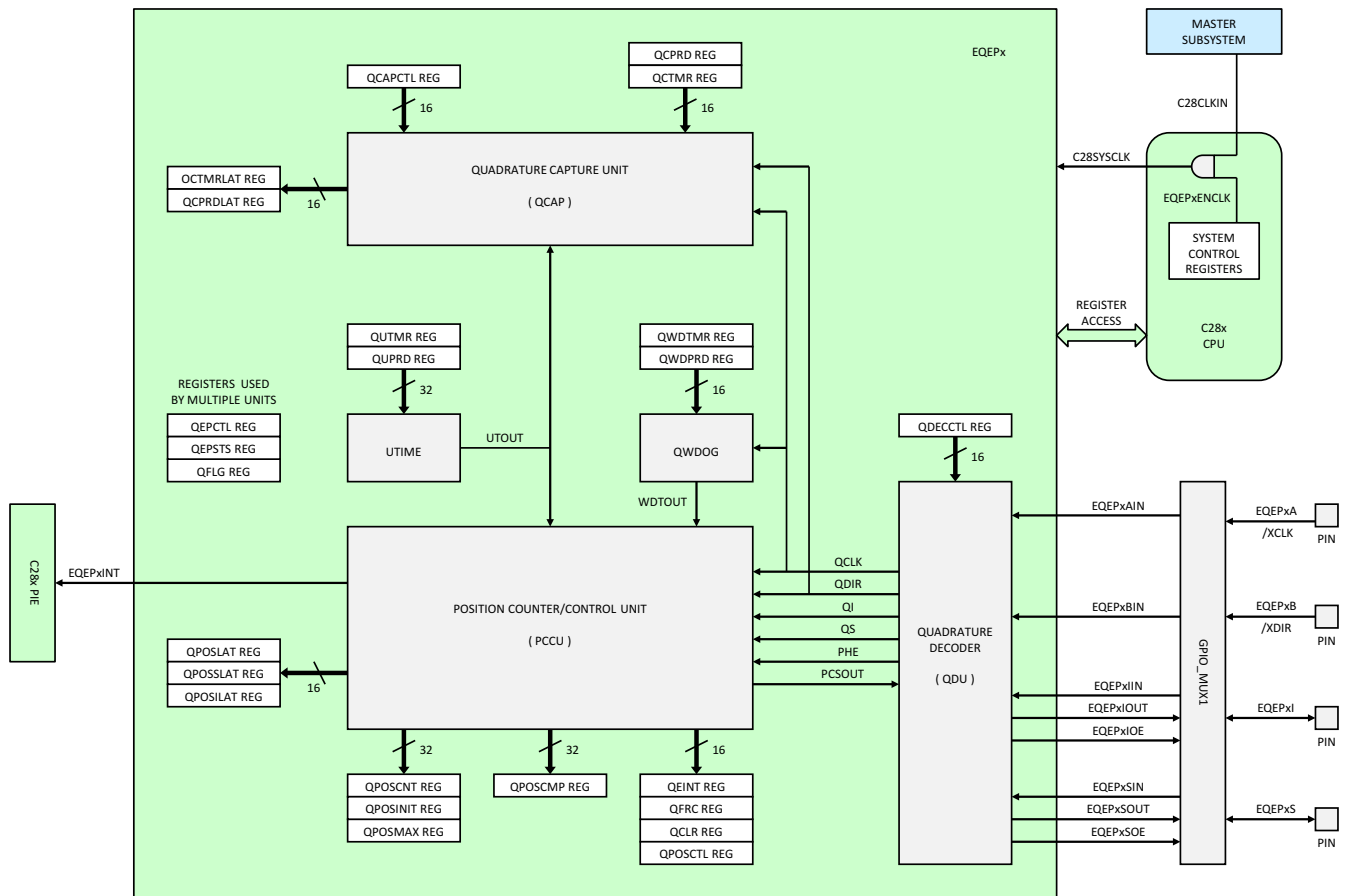 MASTER
SUBSYSTEM
EQEPx
QCPRD REG
QCTMR REG
16
QCAPCTL REG
16
C28CLKIN
QUADRATURE CAPTURE UNIT
( QCAP )
OCTMRLAT REG
QCPRDLAT REG
16
C28SYSCLK
EQEPxENCLK
SYSTEM
CONTROL
REGISTERS
REGISTER
ACCESS
C28x
CPU
QUTMR REG
QUPRD REG
32
QWDTMR REG
QWDPRD REG
16
REGISTERS USED
BY MULTIPLE UNITS
QEPCTL REG
QEPSTS REG
QFLG REG
UTIME
UTOUT
QWDOG
WDTOUT
QDECCTL REG
16
C28x PIE
EQEPxINT
POSITION COUNTER/CONTROL UNIT
( PCCU )
QCLK
QDIR
QI
QS
PHE
PCSOUT
QUADRATURE
DECODER
( QDU )
EQEPxAIN
EQEPxBIN
EQEPxIIN
EQEPxIOUT
EQEPxIOE
EQEPxSIN
EQEPxSOUT
EQEPxSOE
GPIO_MUX1
EQEPxA
/XCLK
PIN
EQEPxB
/XDIR
PIN
EQEPxI
PIN
EQEPxS
PIN
QPOSLAT REG
QPOSSLAT REG
QPOSILAT REG
16
32
QPOSCNT REG
QPOSINIT REG
QPOSMAX REG
32
QPOSCMP REG
16
QEINT REG
QFRC REG
QCLR REG
QPOSCTL REG